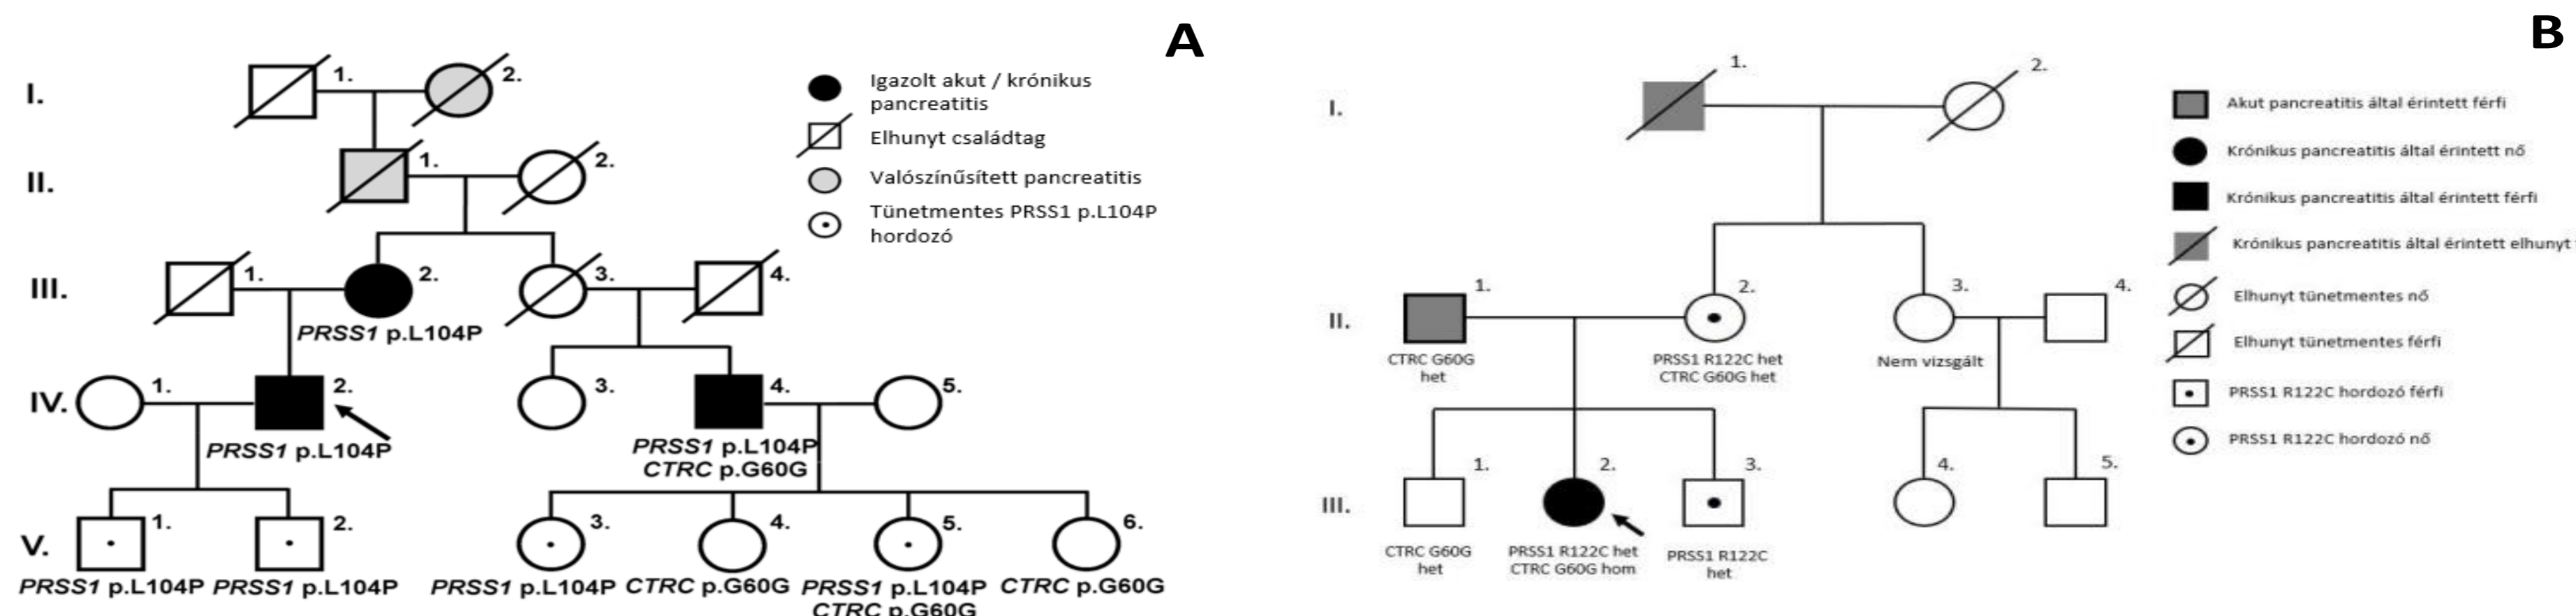 A
I.
1.
2.
II.
1.
2.
III.
1.
2.
3.
4.
PRSS1 p.L104P
IV.
1.
2.
3.
4.
5.
PRSS1 p.L104P
PRSS1 p.L104P
CTRC p.G60G
V.
1.
2.
3.
4.
5.
6.
PRSS1 p.L104P
PRSS1 p.L104P
PRSS1 p.L104P
CTRC p.G60G
PRSS1 p.L104P
CTRC p.G60G
CTRC p.G60G
Igazolt akut / krónikus
pancreatitis
Elhunyt családtag
Valószínűsített pancreatitis
Tünetmentes PRSS1 p.L104P
hordozó
B
I.
1.
2.
II.
1.
2.
3.
4.
CTRC G60G
het
PRSS1 R122C het
CTRC G60G het
Nem vizsgált
III.
1.
2.
3.
4.
5.
CTRC G60G
het
PRSS1 R122C het
CTRC G60G hom
PRSS1 R122C
het
Akut pancreatitis által érintett férfi
Krónikus pancreatitis által érintett nő
Krónikus pancreatitis által érintett férfi
Krónikus pancreatitis által érintett elhunyt
Elhunyt tünetmentes nő
Elhunyt tünetmentes férfi
PRSS1 R122C hordozó férfi
PRSS1 R122C hordozó nő